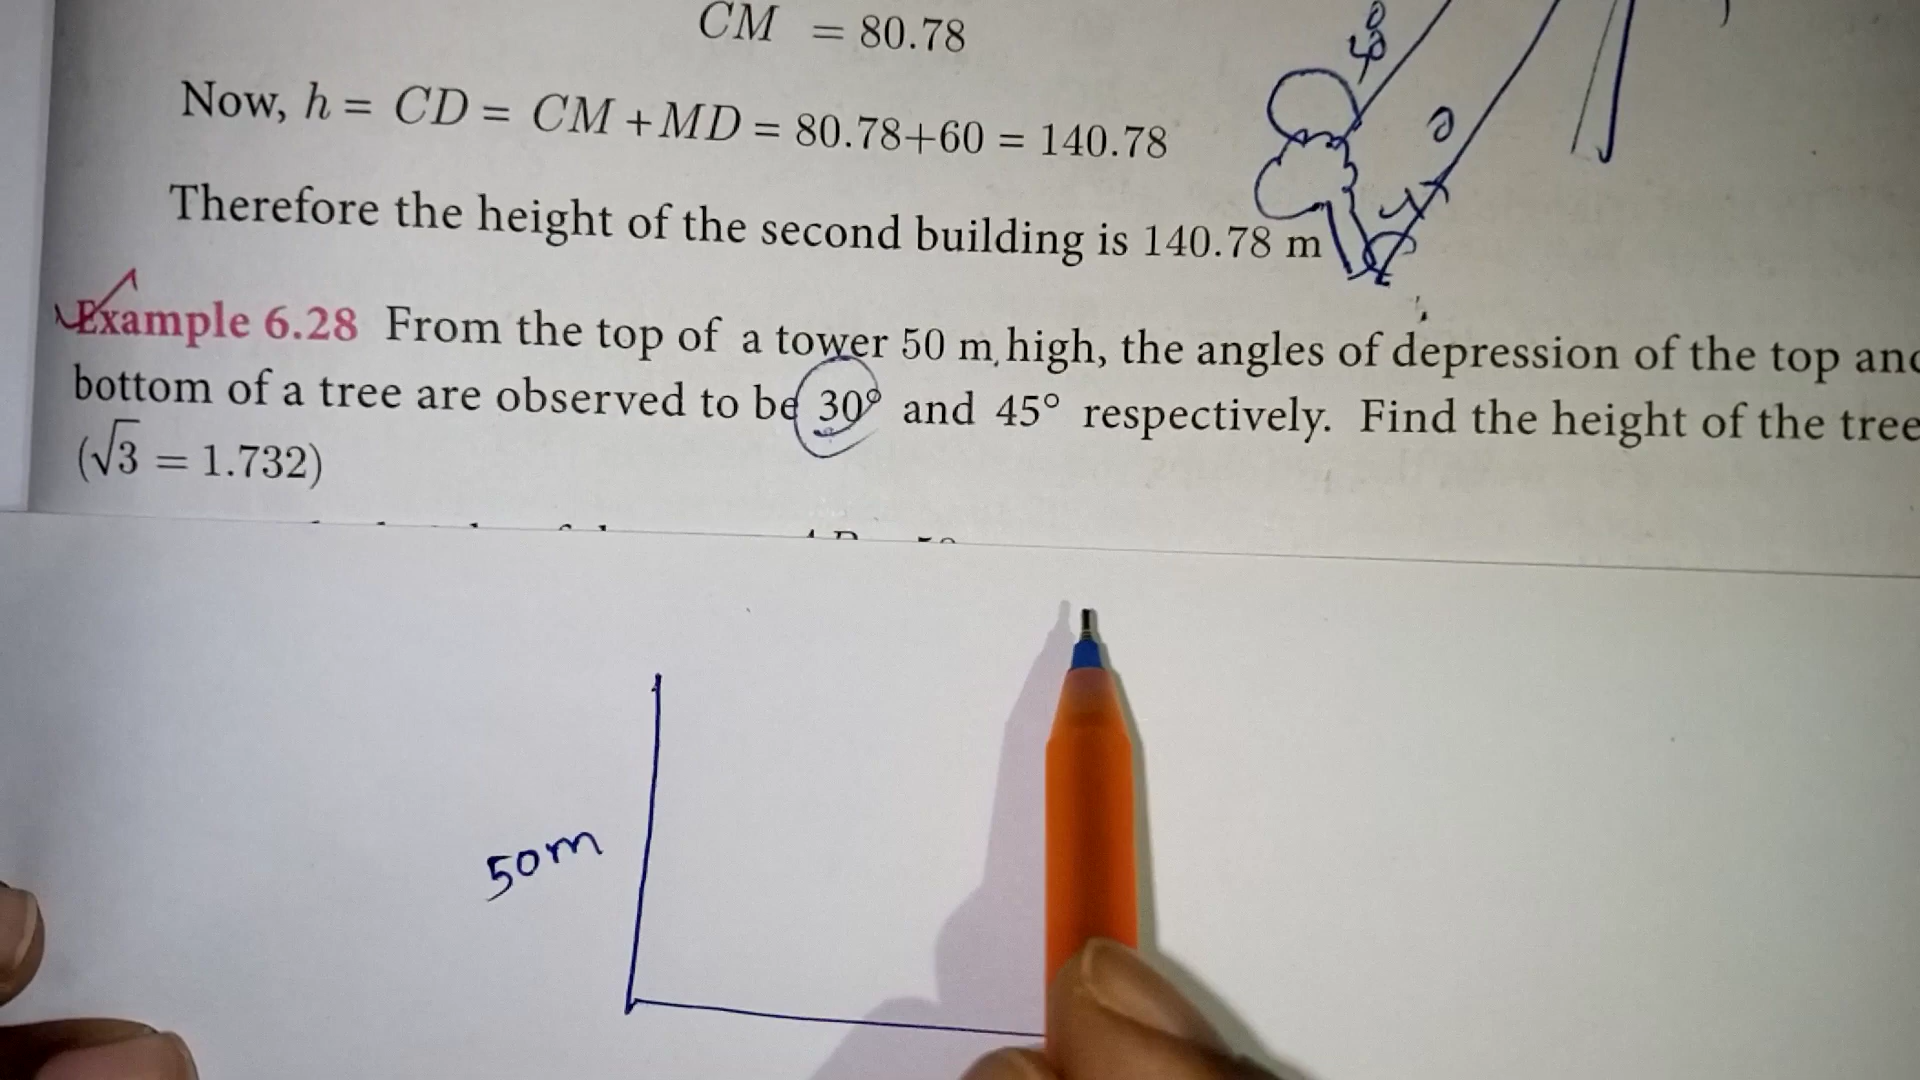 CM = 80.78
Now, h = CD = CM + MD = 80.78+60 = 140.78
Therefore the height of the second building is 140.78 m
Example 6.28 From the top of a tower 50 m high, the angles of depression of the top and
bottom of a tree are observed to be 30° and 45° respectively. Find the height of the tree
(√3 = 1.732)
50m